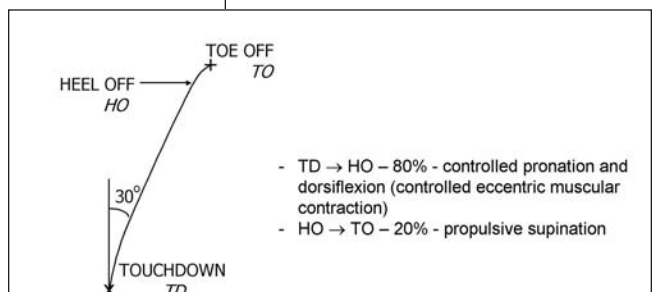 TOE OFF
TO
HEEL OFF
HO
- TD → HO – 80% - controlled pronation and
dorsiflexion (controlled eccentric muscular
contraction)
- HO → TO – 20% - propulsive supination
30°
TOUCHDOWN
TD